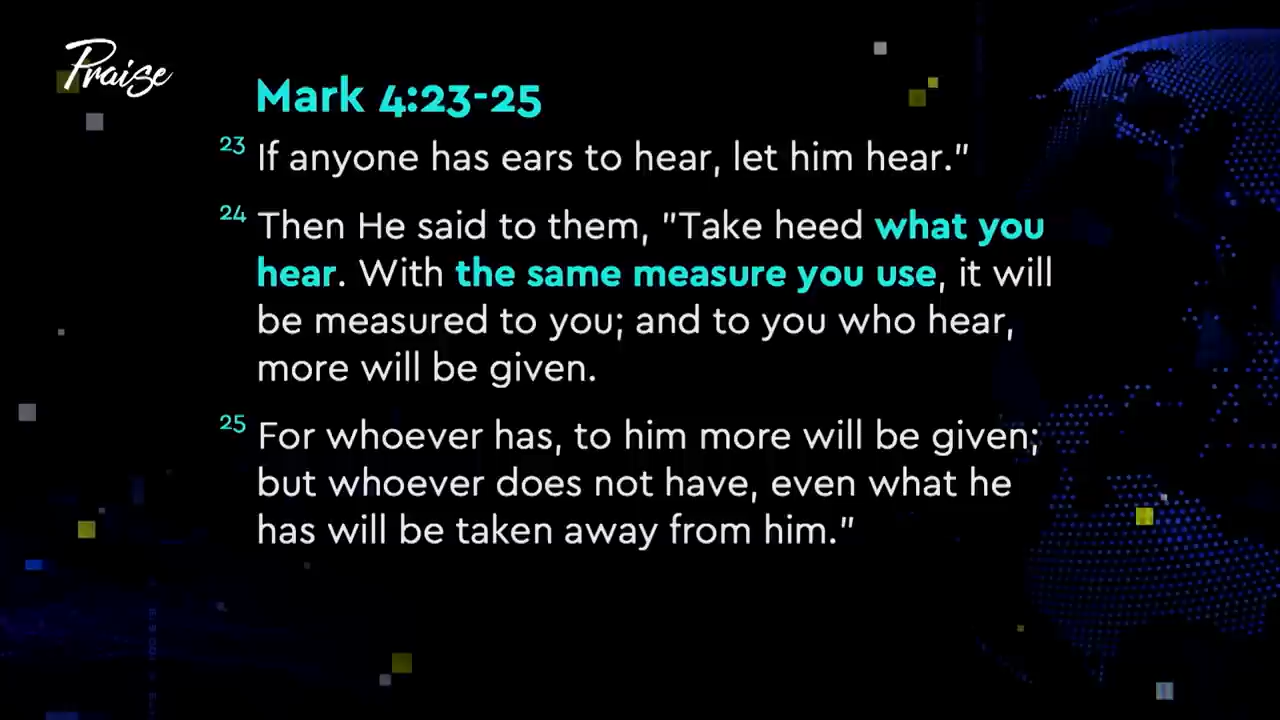 Praise
Mark 4:23-25
23 If anyone has ears to hear, let him hear.”
24 Then He said to them, ”Take heed what you
hear. With the same measure you use, it will
be measured to you; and to you who hear,
more will be given.
25 For whoever has, to him more will be given;
but whoever does not have, even what he
has will be taken away from him.”